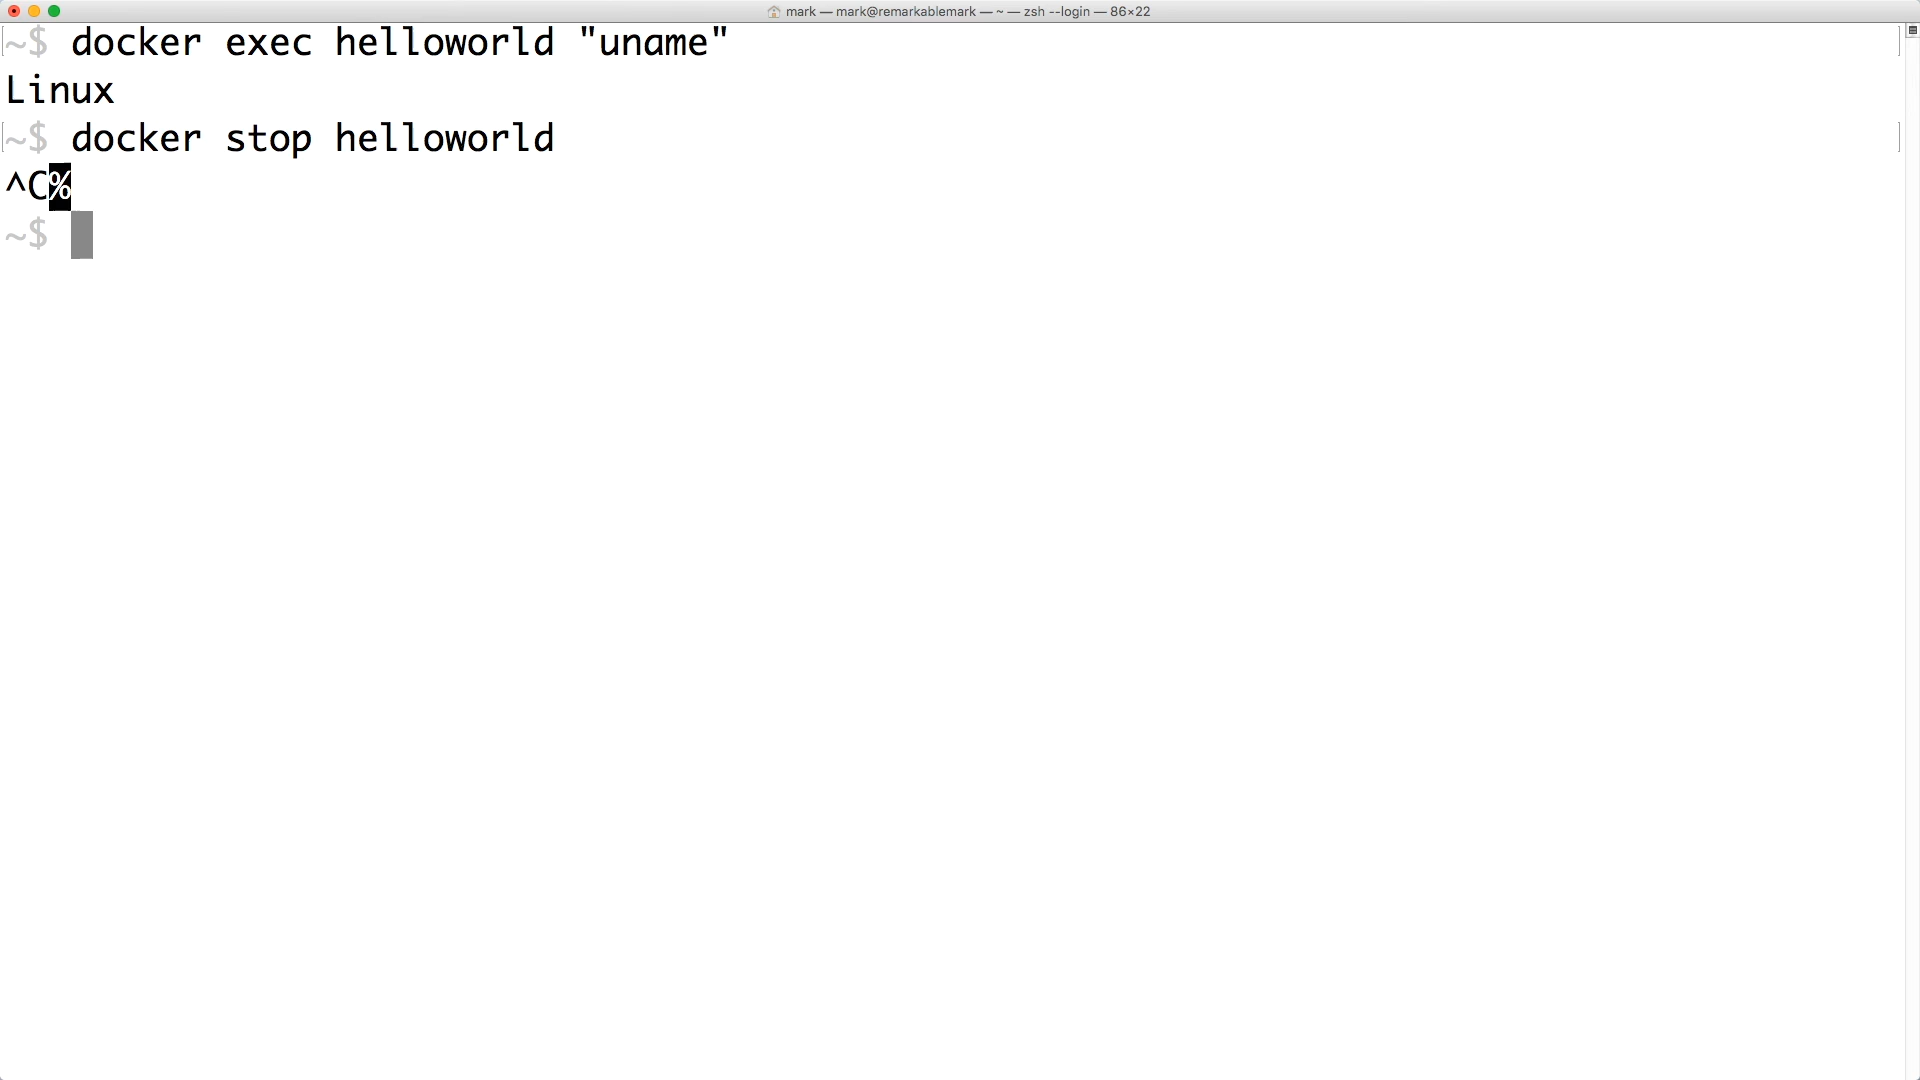 mark — mark@remarkablemark — ~ — zsh --login — 86×22
~$ docker exec helloworld "uname"
Linux
~$ docker stop helloworld
^C%
~$